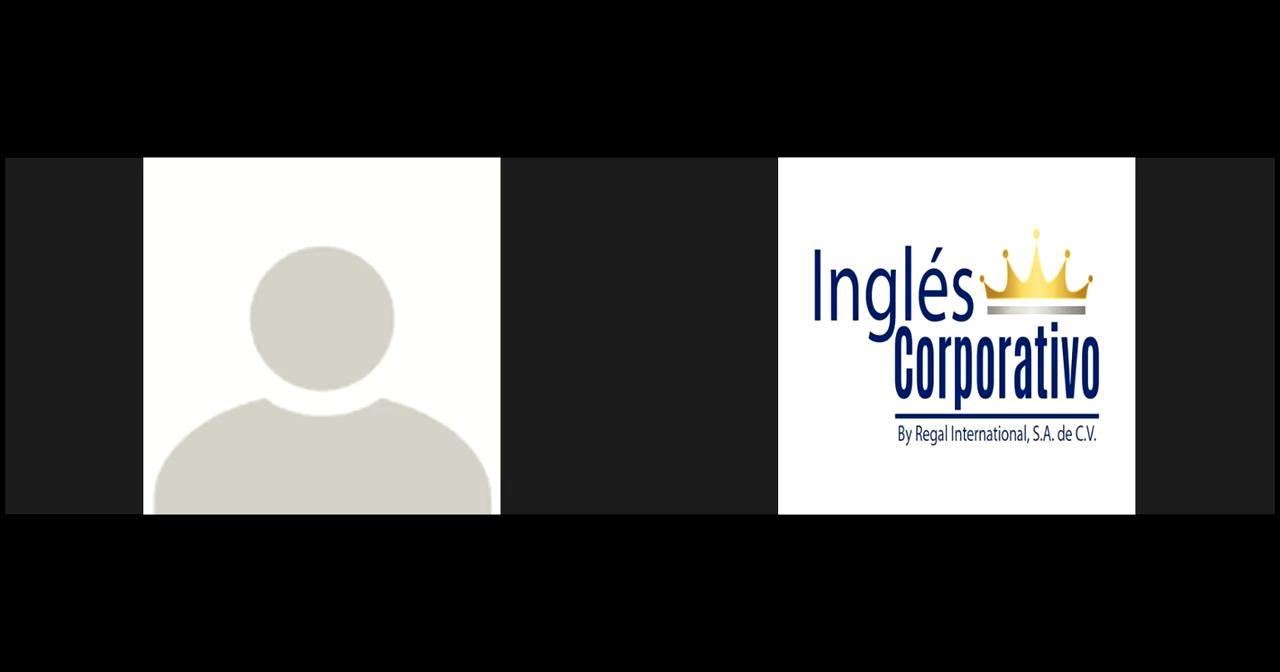 Inglés
Corporativo
By Regal International, S.A. de C.V.